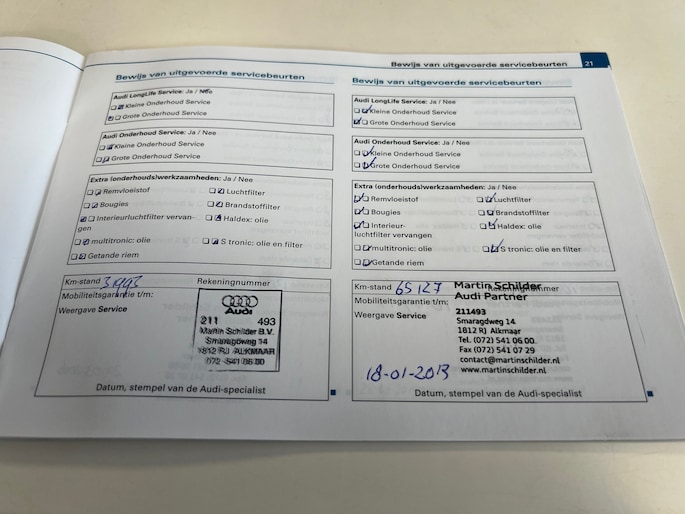 Bewijs van uitgevoerde servicebeurten 21
Bewijs van uitgevoerde servicebeurten
Audi LongLife Service: Ja / Nee
Kleine Onderhoud Service
Grote Onderhoud Service
Audi Onderhoud Service: Ja / Nee
Kleine Onderhoud Service
Grote Onderhoud Service
Extra (onderhouds)werkzaamheden: Ja / Nee
Remvloeistof Luchtfilter
Bougies Brandstoffilter
Interieurluchtfilter vervan- Haldex: olie
gen
multitronic: olie S tronic: olie en filter
Getande riem
Km-stand 31993 Rekeningnummer
Mobiliteitsgarantie t/m:
Weergave Service
Audi
211 493
Martin Schilder B.V.
Smaragdweg 14
1812 RJ ALKMAAR
072 - 541 06 00
Datum, stempel van de Audi-specialist
Bewijs van uitgevoerde servicebeurten
Audi LongLife Service: Ja / Nee
Kleine Onderhoud Service
Grote Onderhoud Service
Audi Onderhoud Service: Ja / Nee
Kleine Onderhoud Service
Grote Onderhoud Service
Extra (onderhouds)werkzaamheden: Ja / Nee
Remvloeistof Luchtfilter
Bougies Brandstoffilter
Interieur- Haldex: olie
luchtfilter vervangen
multitronic: olie S tronic: olie en filter
Getande riem
Km-stand 65127 Rekeningnummer
Martin Schilder
Audi Partner
Mobiliteitsgarantie t/m:
Weergave Service
211493
Smaragdweg 14
1812 RJ Alkmaar
Tel. (072) 541 06 00
Fax (072) 541 07 29
contact@martinschilder.nl
www.martinschilder.nl
18-01-2013
Datum, stempel van de Audi-specialist